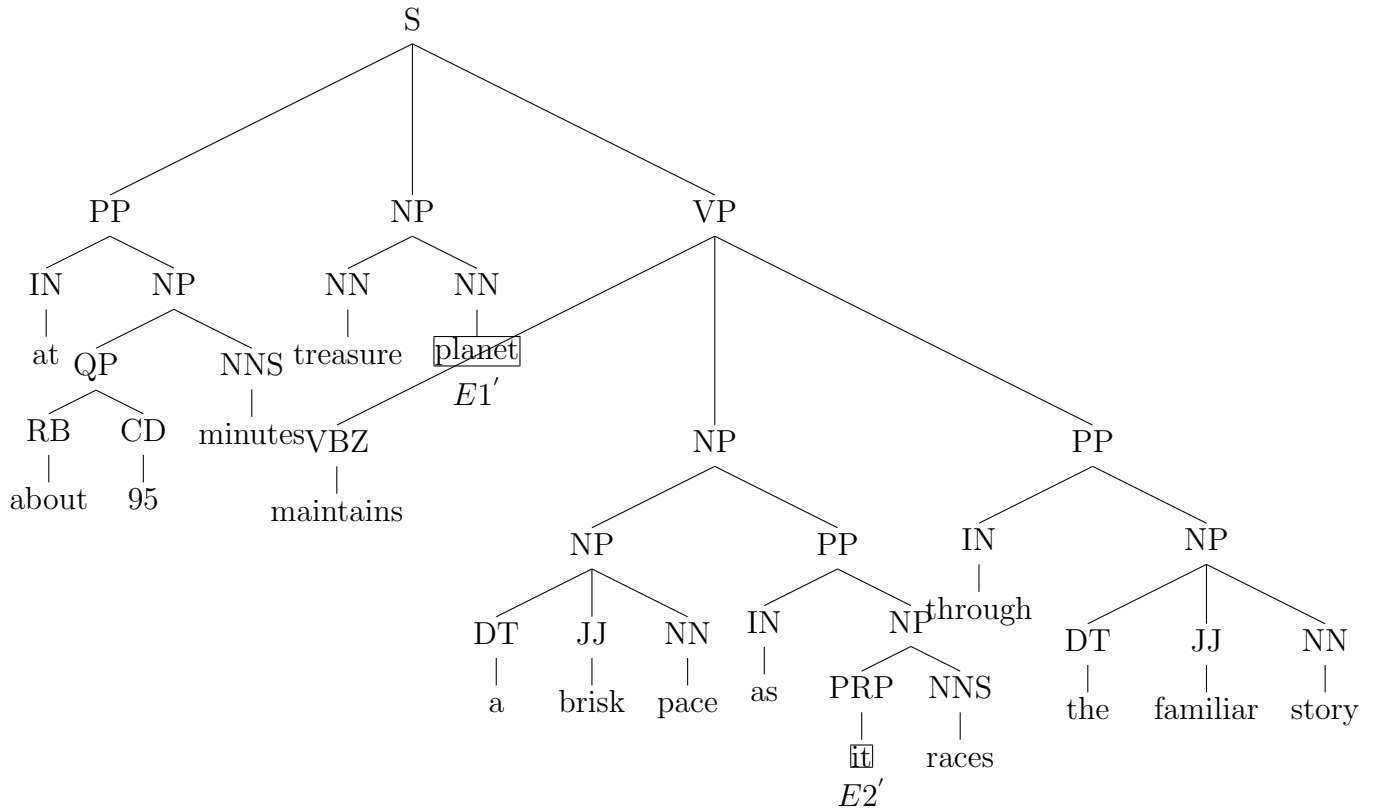 S
PP NP VP
IN NP NN NN
at QP NNS treasure planet
E1′
RB CD minutes VBZ NP PP
about 95 maintains
NP PP IN NP
DT JJ NN IN NP through DT JJ NN
a brisk pace as PRP NNS the familiar story
it races
E2′